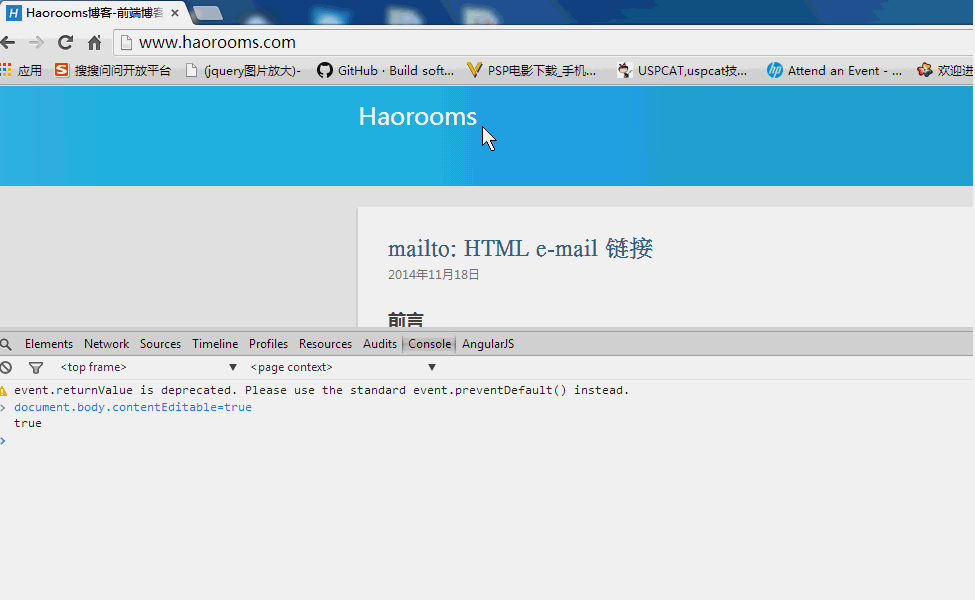 H Haorooms博客-前端博客 ×
www.haorooms.com
应用 S 搜搜问问开放平台 (jquery图片放大)- GitHub · Build soft... PSP电影下载_手机... USPCAT,uspcat技... hp Attend an Event - ... 欢迎进
Haorooms
mailto: HTML e-mail 链接
2014年11月18日
前言
Elements Network Sources Timeline Profiles Resources Audits Console AngularJS
<top frame> ▼ <page context> ▼
event.returnValue is deprecated. Please use the standard event.preventDefault() instead.
> document.body.contentEditable=true
true
>